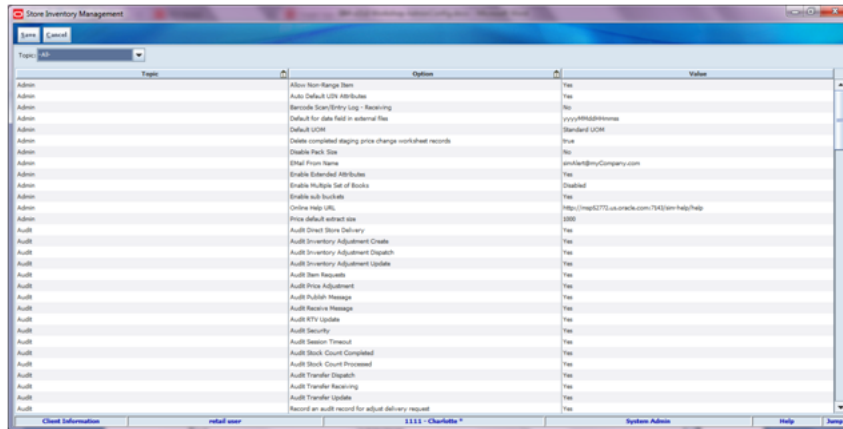 Store Inventory Management
Save Cancel
Topic: -All-
Topic Option Value
Admin Allow Non-Range Item Yes
Admin Auto Default UIN Attributes Yes
Admin Barcode Scan/Entry Log - Receiving No
Admin Default for date field in external files yyyyMMddHHmmss
Admin Default UOM Standard UOM
Admin Delete completed staging price change worksheet records true
Admin Disable Pack Size No
Admin EMail From Name simAlert@myCompany.com
Admin Enable Extended Attributes Yes
Admin Enable Multiple Set of Books Disabled
Admin Enable sub buckets Yes
Admin Online Help URL
Admin Price default extract size 1000
Audit Audit Direct Store Delivery Yes
Audit Audit Inventory Adjustment Create Yes
Audit Audit Inventory Adjustment Dispatch Yes
Audit Audit Inventory Adjustment Update Yes
Audit Audit Item Requests Yes
Audit Audit Price Adjustment Yes
Audit Audit Publish Message Yes
Audit Audit Receive Message Yes
Audit Audit RTV Update Yes
Audit Audit Security Yes
Audit Audit Session Timeout Yes
Audit Audit Stock Count Completed Yes
Audit Audit Stock Count Processed Yes
Audit Audit Transfer Dispatch Yes
Audit Audit Transfer Receiving Yes
Audit Audit Transfer Update Yes
Audit Record an audit record for adjust delivery request Yes
Client Information retail user 1111 - Charlotte * System Admin Help Jump